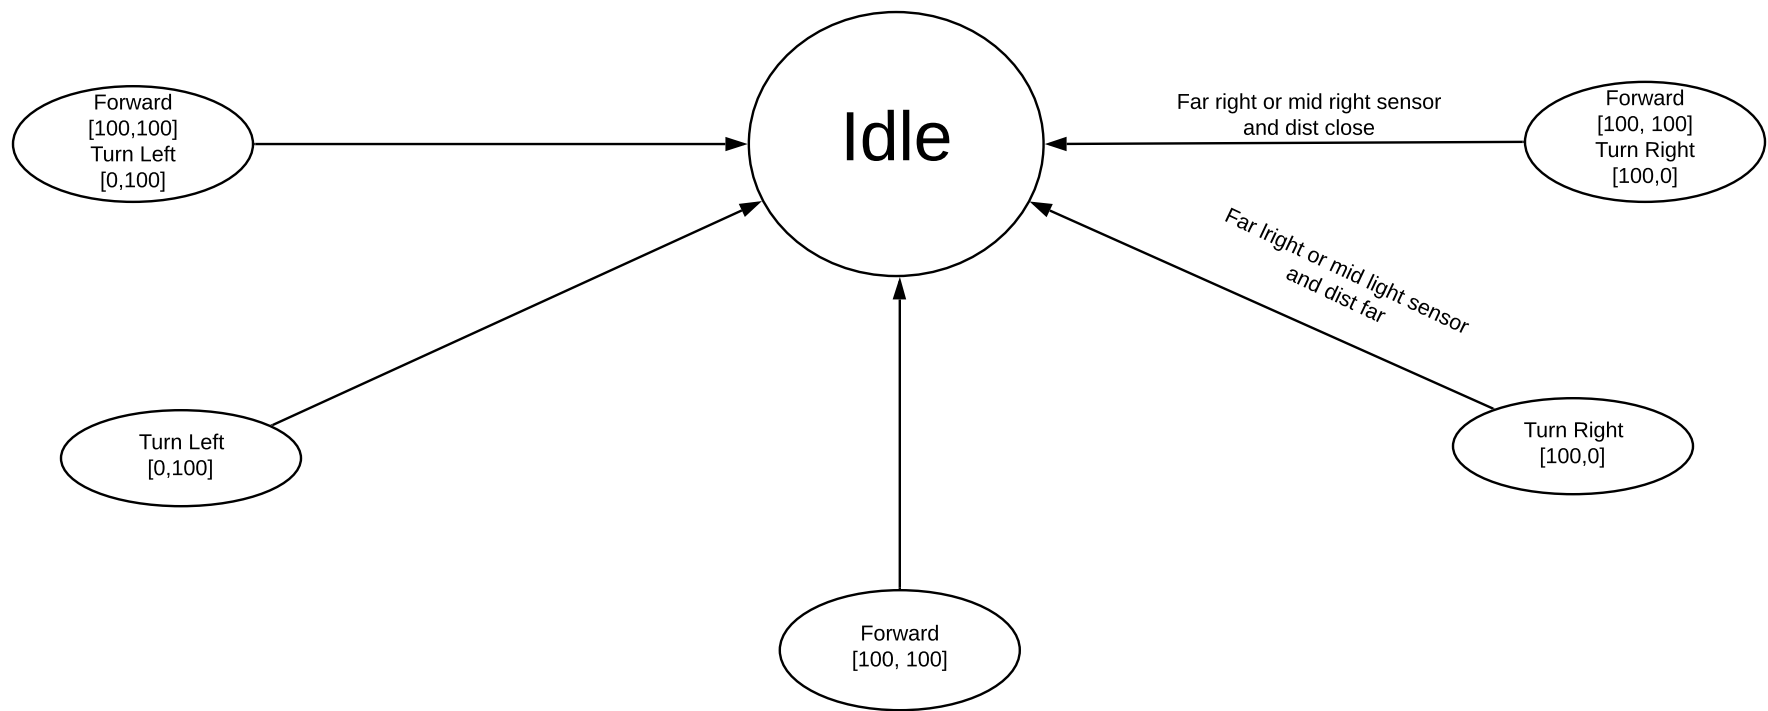 Forward
[100,100]
Turn Left
[0,100]
Idle
Far right or mid right sensor
and dist close
Forward
[100, 100]
Turn Right
[100,0]
Far lright or mid light sensor
and dist far
Turn Left
[0,100]
Turn Right
[100,0]
Forward
[100, 100]